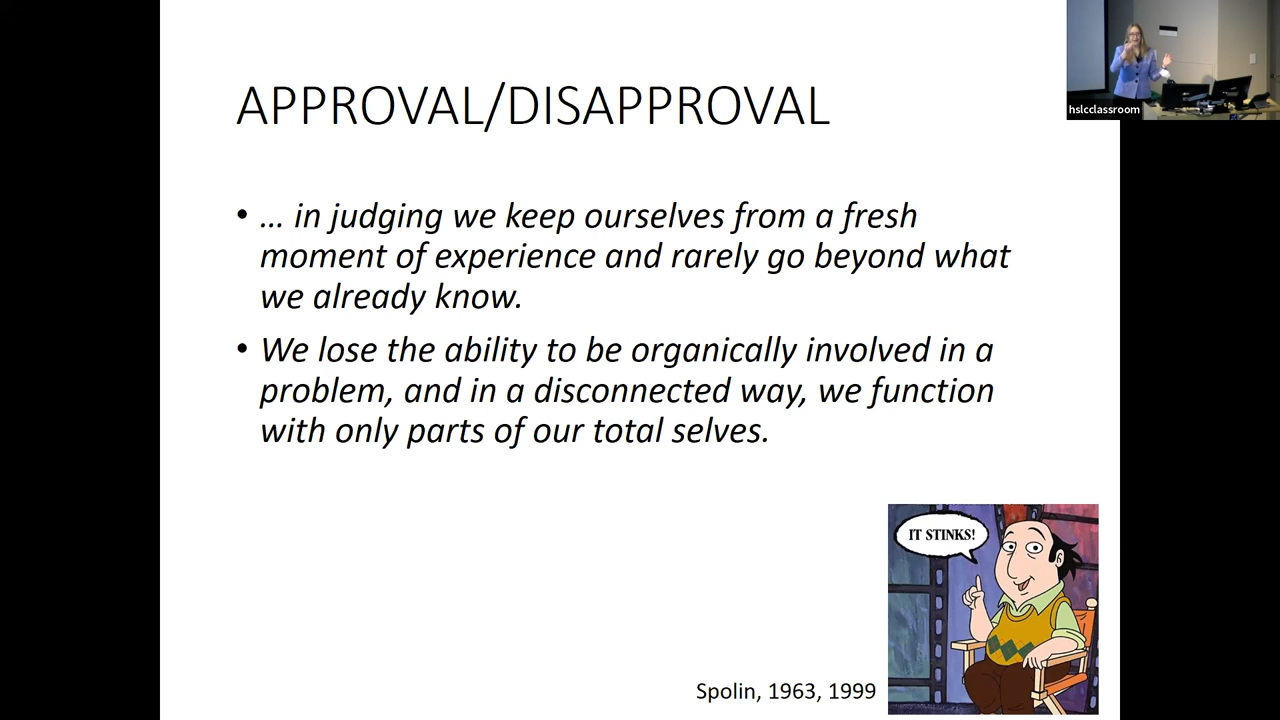 APPROVAL/DISAPPROVAL
hslcclassroom
• … in judging we keep ourselves from a fresh
moment of experience and rarely go beyond what
we already know.
• We lose the ability to be organically involved in a
problem, and in a disconnected way, we function
with only parts of our total selves.
IT STINKS!
Spolin, 1963, 1999